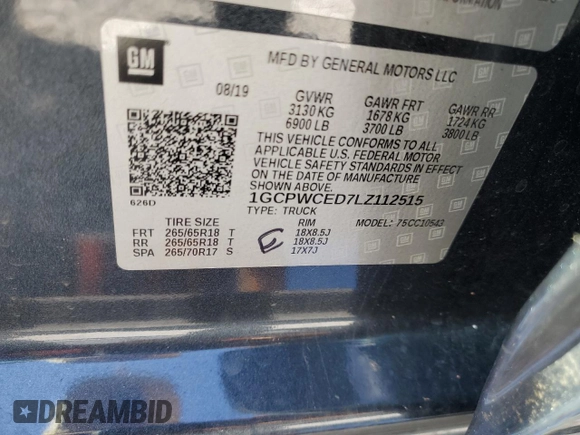 GM
MFD BY GENERAL MOTORS LLC
08/19 GVWR GAWR FRT GAWR RR
3130 KG 1678 KG 1724 KG
6900 LB 3700 LB 3800 LB
THIS VEHICLE CONFORMS TO ALL
APPLICABLE U.S. FEDERAL MOTOR
VEHICLE SAFETY STANDARDS IN EFFECT
ON THE DATE OF MANUFACTURE
SHOWN ABOVE.
626D 1GCPWCED7LZ112515
TYPE: TRUCK MODEL: 75CC10543
TIRE SIZE RIM
FRT 265/65R18 T 18X8.5J
RR 265/65R18 T 18X8.5J
SPA 265/70R17 S 17X7J
DREAMBID